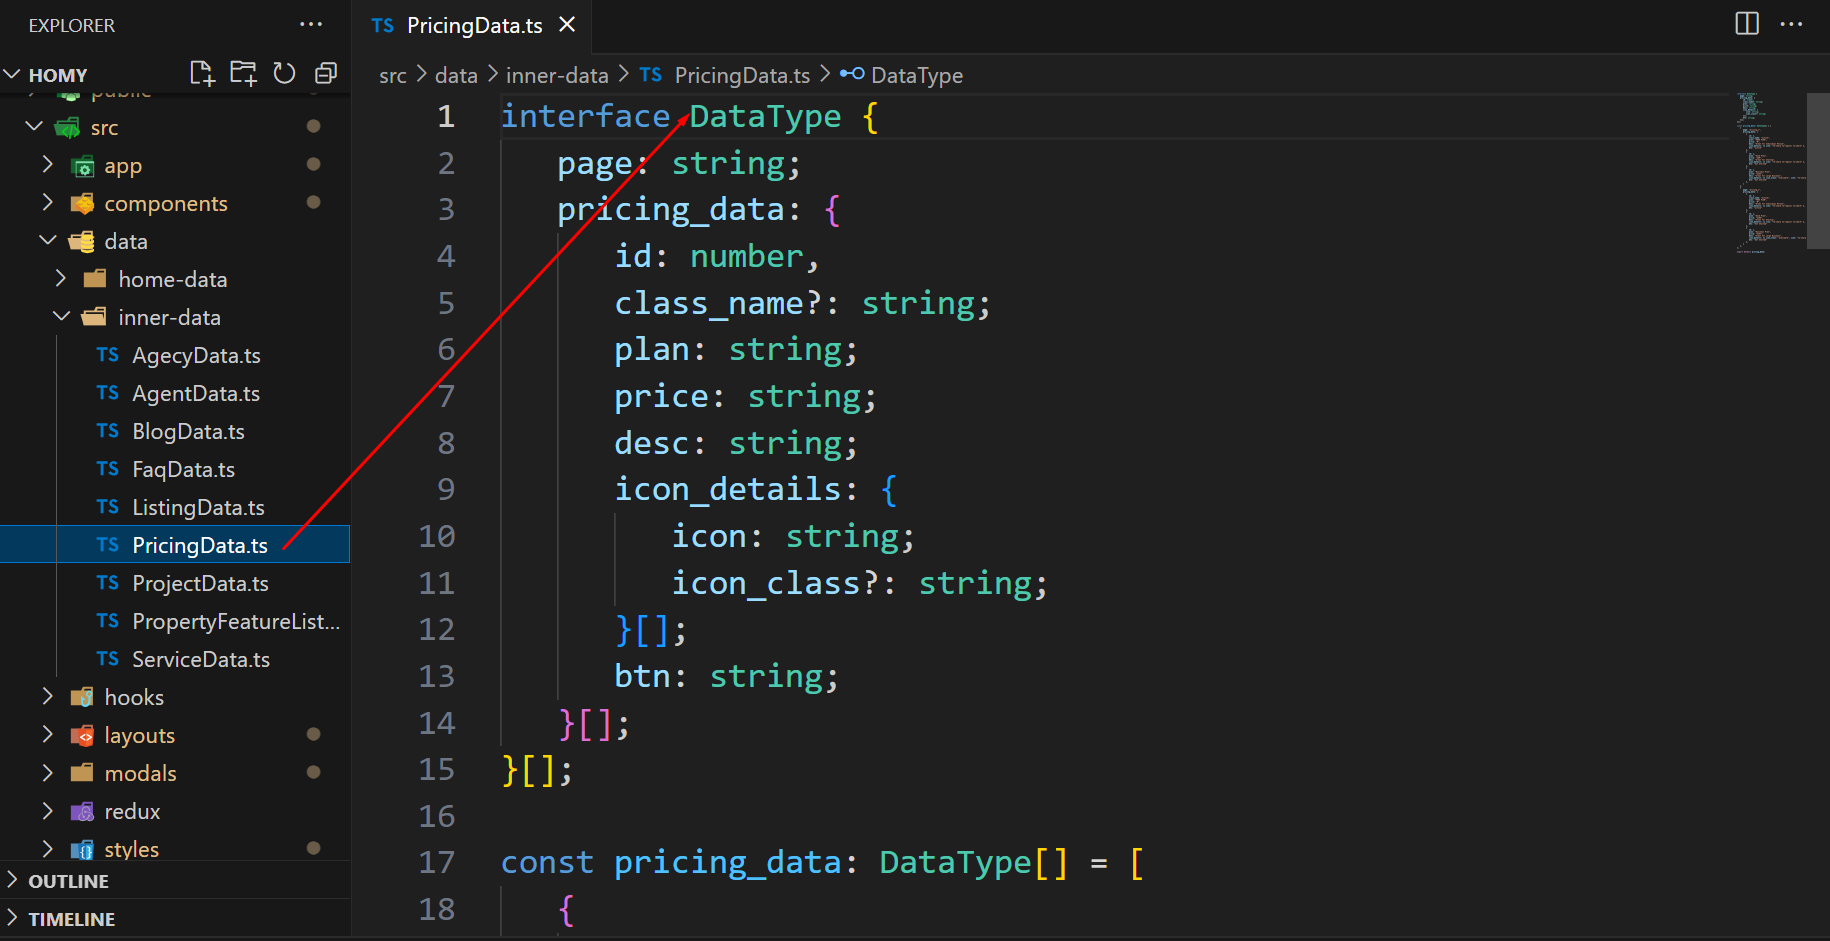 EXPLORER
HOMY
public
src
app
components
data
home-data
inner-data
TS AgecyData.ts
TS AgentData.ts
TS BlogData.ts
TS FaqData.ts
TS ListingData.ts
TS PricingData.ts
TS ProjectData.ts
TS PropertyFeatureList...
TS ServiceData.ts
hooks
layouts
modals
redux
styles
OUTLINE
TIMELINE
TS PricingData.ts
src > data > inner-data > TS PricingData.ts > DataType
1 interface DataType {
2 page: string;
3 pricing_data: {
4 id: number,
5 class_name?: string;
6 plan: string;
7 price: string;
8 desc: string;
9 icon_details: {
10 icon: string;
11 icon_class?: string;
12 }[];
13 btn: string;
14 }[];
15 }[];
16
17 const pricing_data: DataType[] = [
18 {